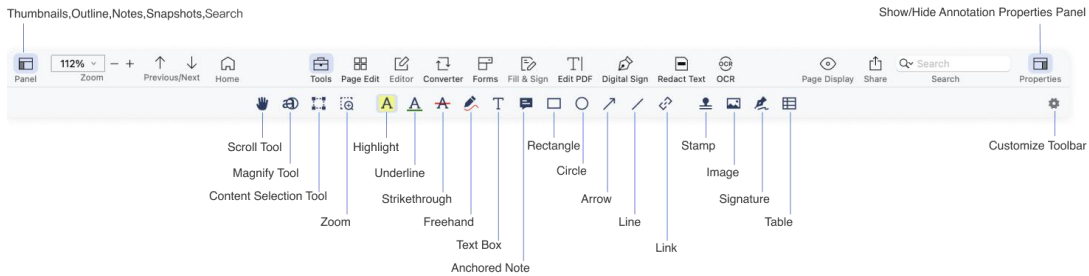 Thumbnails,Outline,Notes,Snapshots,Search
Show/Hide Annotation Properties Panel
112%
OCR
Search
Panel
Zoom
Previous/Next
Home
Tools
Page Edit
Editor
Converter
Forms
Fill & Sign
Edit PDF
Digital Sign
Redact Text
OCR
Page Display
Share
Search
Properties
A A A T
Scroll Tool
Highlight
Rectangle
Stamp
Customize Toolbar
Magnify Tool
Underline
Circle
Image
Content Selection Tool
Strikethrough
Arrow
Signature
Zoom
Freehand
Line
Table
Text Box
Link
Anchored Note